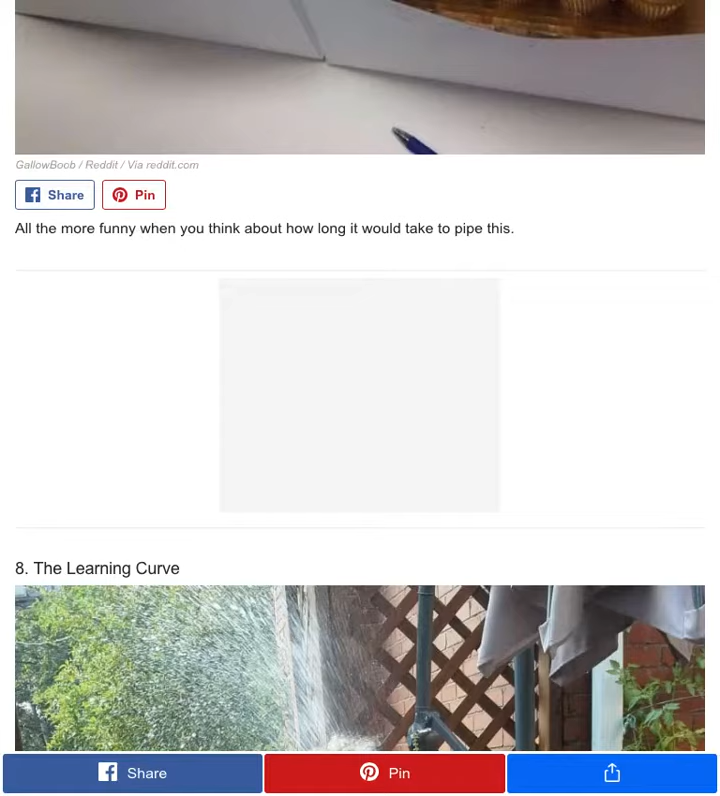 GallowBoob / Reddit / Via reddit.com
Share Pin
All the more funny when you think about how long it would take to pipe this.
8. The Learning Curve
Share Pin